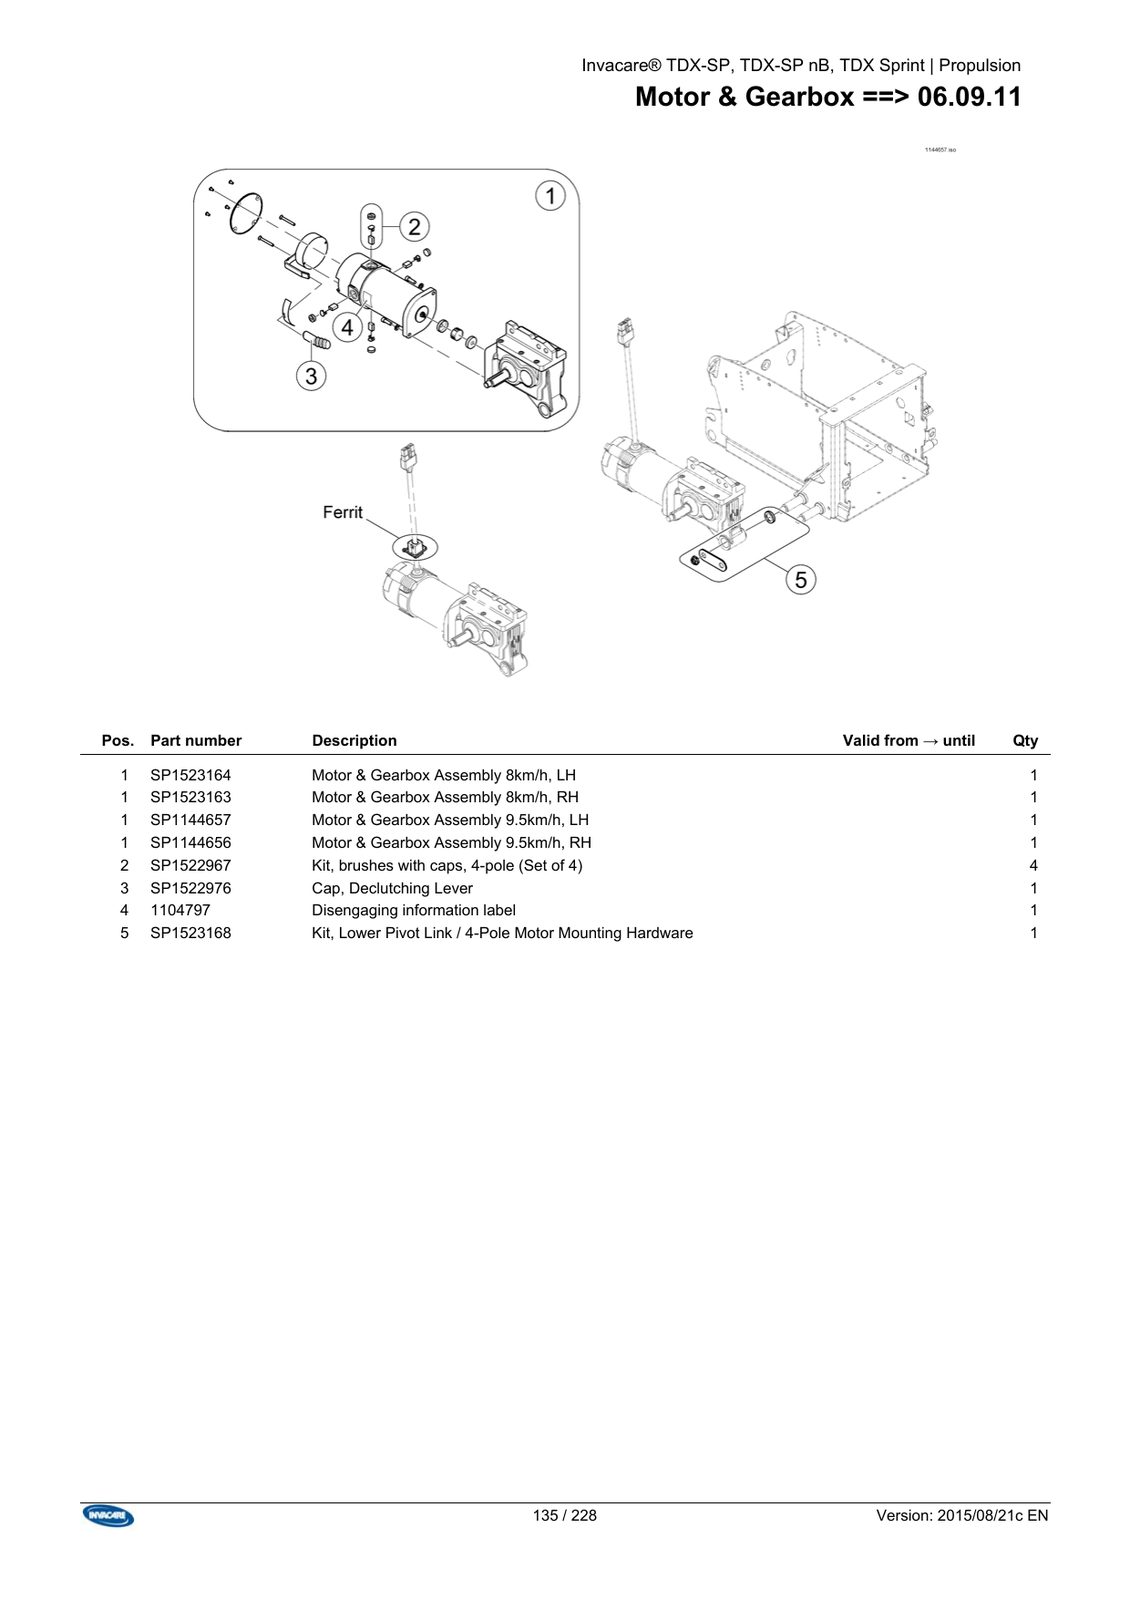 Invacare® TDX-SP, TDX-SP nB, TDX Sprint | Propulsion
Motor & Gearbox ==> 06.09.11
1144657.iso
1
2
4
3
Ferrit
5
Pos. Part number Description Valid from → until Qty
1 SP1523164 Motor & Gearbox Assembly 8km/h, LH 1
1 SP1523163 Motor & Gearbox Assembly 8km/h, RH 1
1 SP1144657 Motor & Gearbox Assembly 9.5km/h, LH 1
1 SP1144656 Motor & Gearbox Assembly 9.5km/h, RH 1
2 SP1522967 Kit, brushes with caps, 4-pole (Set of 4) 4
3 SP1522976 Cap, Declutching Lever 1
4 1104797 Disengaging information label 1
5 SP1523168 Kit, Lower Pivot Link / 4-Pole Motor Mounting Hardware 1
INVACARE
135 / 228
Version: 2015/08/21c EN